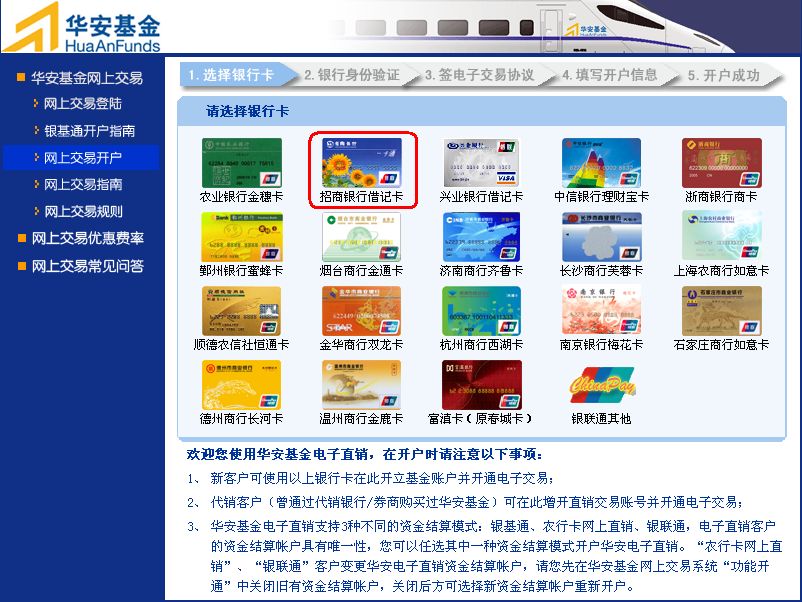 华安基金
HuaAnFunds
华安基金
华安基金网上交易
网上交易登陆
银基通开户指南
网上交易开户
网上交易指南
网上交易规则
网上交易优惠费率
网上交易常见问答
1.选择银行卡
2.银行身份验证
3.签电子交易协议
4.填写开户信息
5.开户成功
请选择银行卡
农业银行金穗卡
招商银行借记卡
兴业银行借记卡
中信银行理财宝卡
浙商银行商卡
鄞州银行蜜蜂卡
烟台商行金通卡
济南商行齐鲁卡
长沙商行芙蓉卡
上海农商行如意卡
顺德农信社恒通卡
金华商行双龙卡
杭州商行西湖卡
南京银行梅花卡
石家庄商行如意卡
德州商行长河卡
温州商行金鹿卡
富滇卡(原春城卡)
ChinaPay
银联通其他
欢迎您使用华安基金电子直销，在开户时请注意以下事项：
1、 新客户可使用以上银行卡在此开立基金账户并开通电子交易；
2、 代销客户（曾通过代销银行/券商购买过华安基金）可在此增开直销交易账号并开通电子交易；
3、 华安基金电子直销支持3种不同的资金结算模式：银基通、农行卡网上直销、银联通，电子直销客户
的资金结算帐户具有唯一性，您可以任选其中一种资金结算模式开户华安电子直销。“农行卡网上直
销”、“银联通”客户变更华安电子直销资金结算帐户，请您先在华安基金网上交易系统“功能开
通”中关闭旧有资金结算帐户，关闭后方可选择新资金结算帐户重新开户。